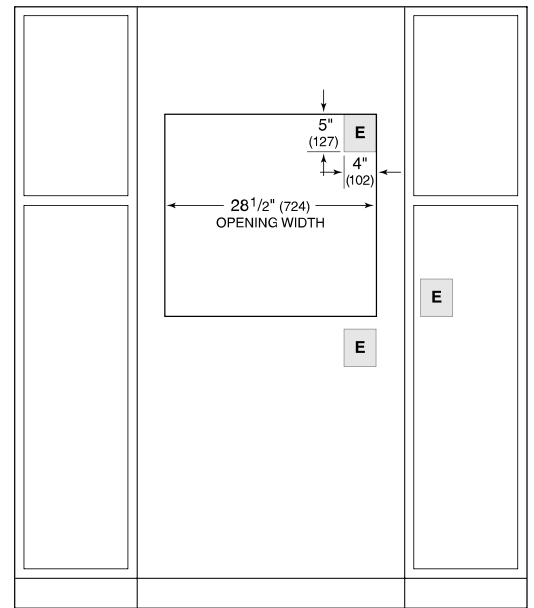 5"
(127)
E
4"
(102)
28 1/2" (724)
OPENING WIDTH
E
E